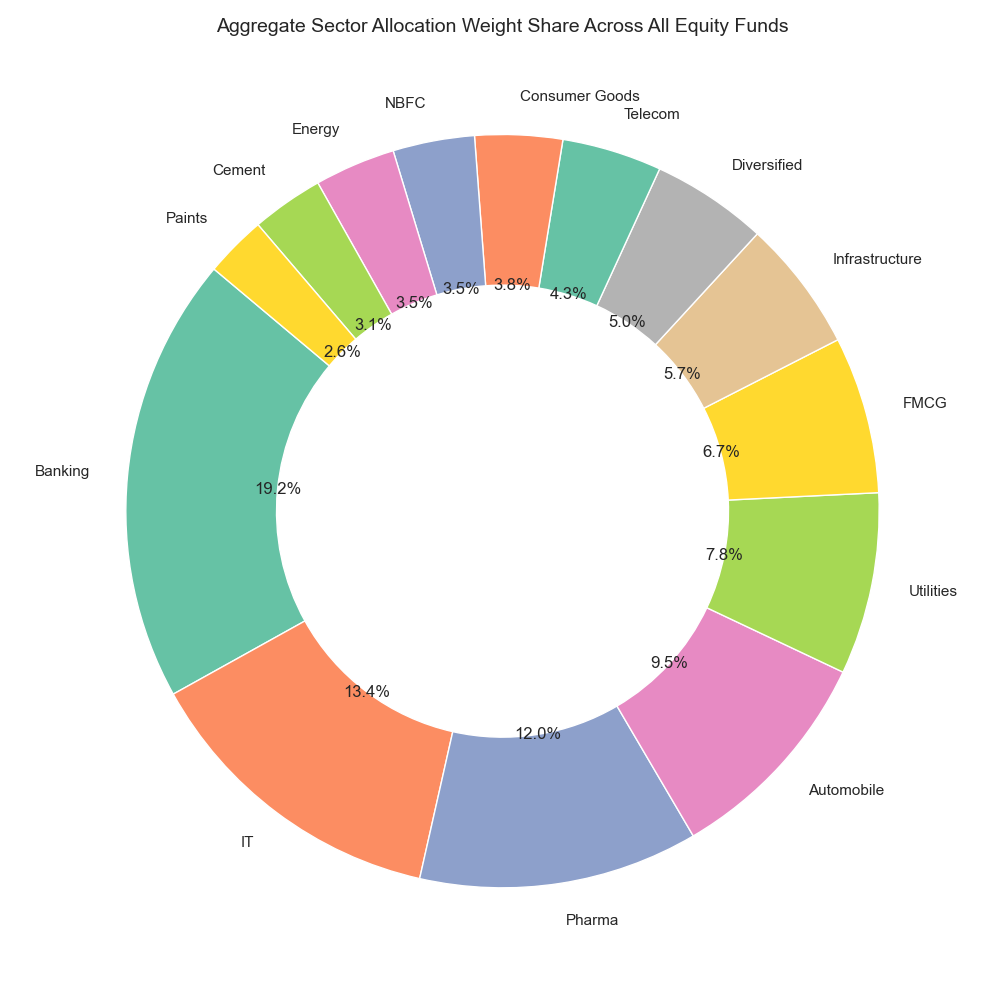 Aggregate Sector Allocation Weight Share Across All Equity Funds
Consumer Goods
NBFC
Telecom
Energy
Diversified
Cement
Paints
Infrastructure
3.8%
3.5%
4.3%
3.5%
5.0%
3.1%
2.6%
5.7%
FMCG
6.7%
Banking
19.2%
7.8%
Utilities
9.5%
13.4%
12.0%
Automobile
IT
Pharma